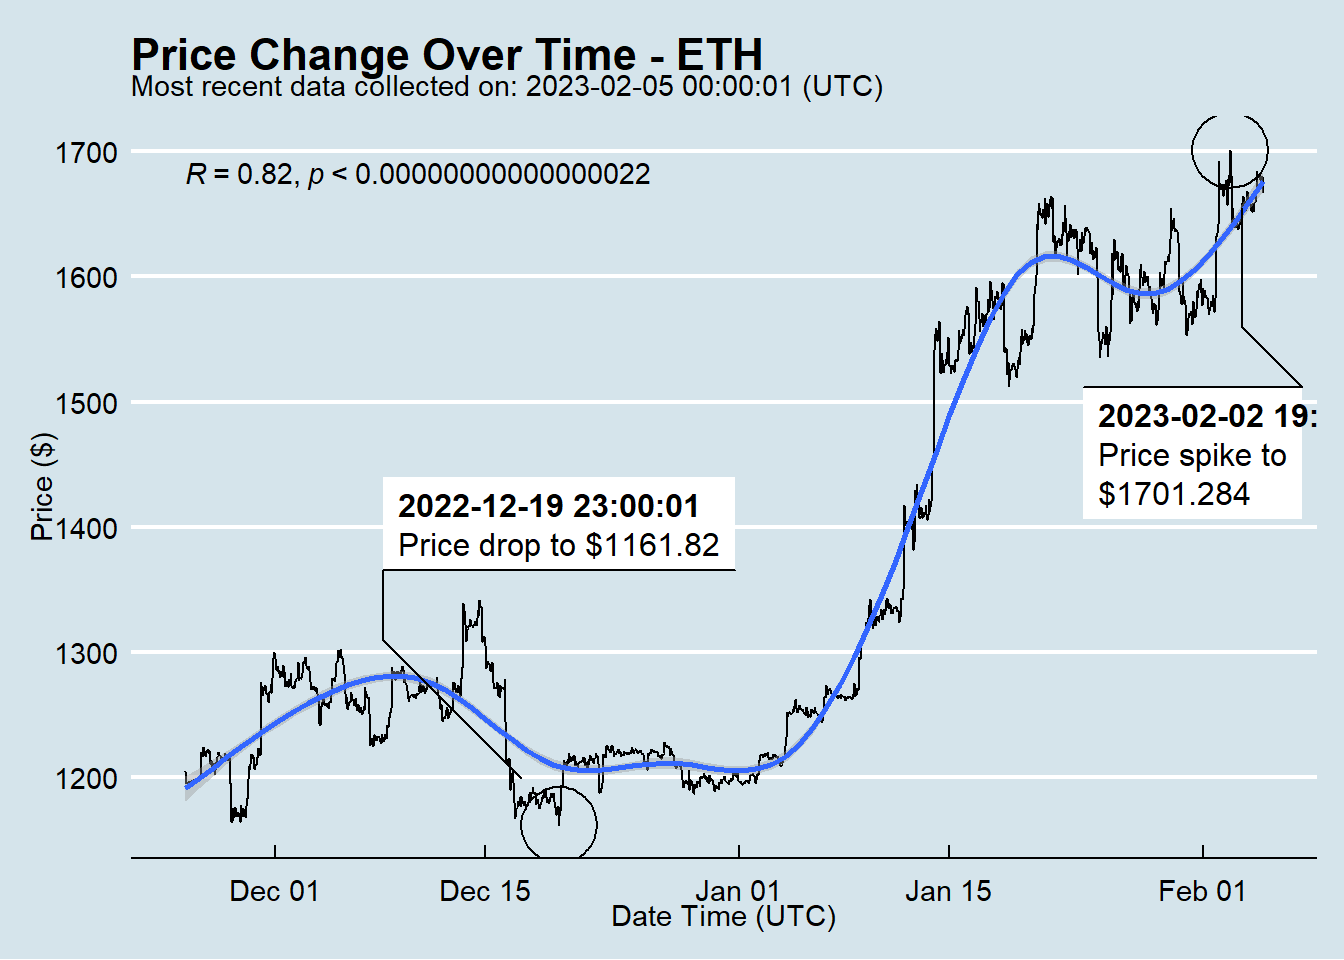 Price Change Over Time - ETH
Most recent data collected on: 2023-02-05 00:00:01 (UTC)
R = 0.82, p < 0.00000000000000022
1700
1600
1500
1400
1300
1200
Price ($)
2023-02-02 19:
Price spike to
$1701.284
2022-12-19 23:00:01
Price drop to $1161.82
Dec 01 Dec 15 Jan 01 Jan 15 Feb 01
Date Time (UTC)